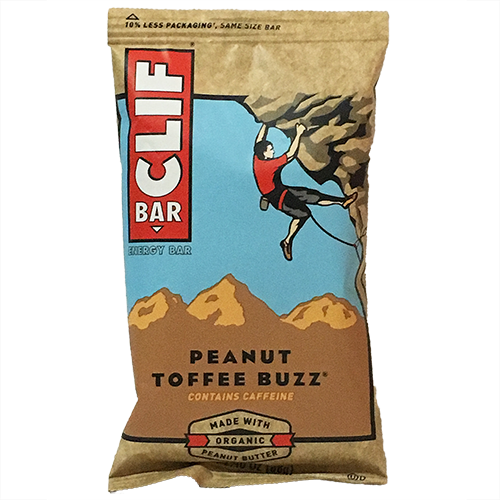 10% LESS PACKAGING†, SAME SIZE BAR
CLIF
BAR
ENERGY BAR
PEANUT
TOFFEE BUZZ®
CONTAINS CAFFEINE
MADE WITH
ORGANIC
PEANUT BUTTER